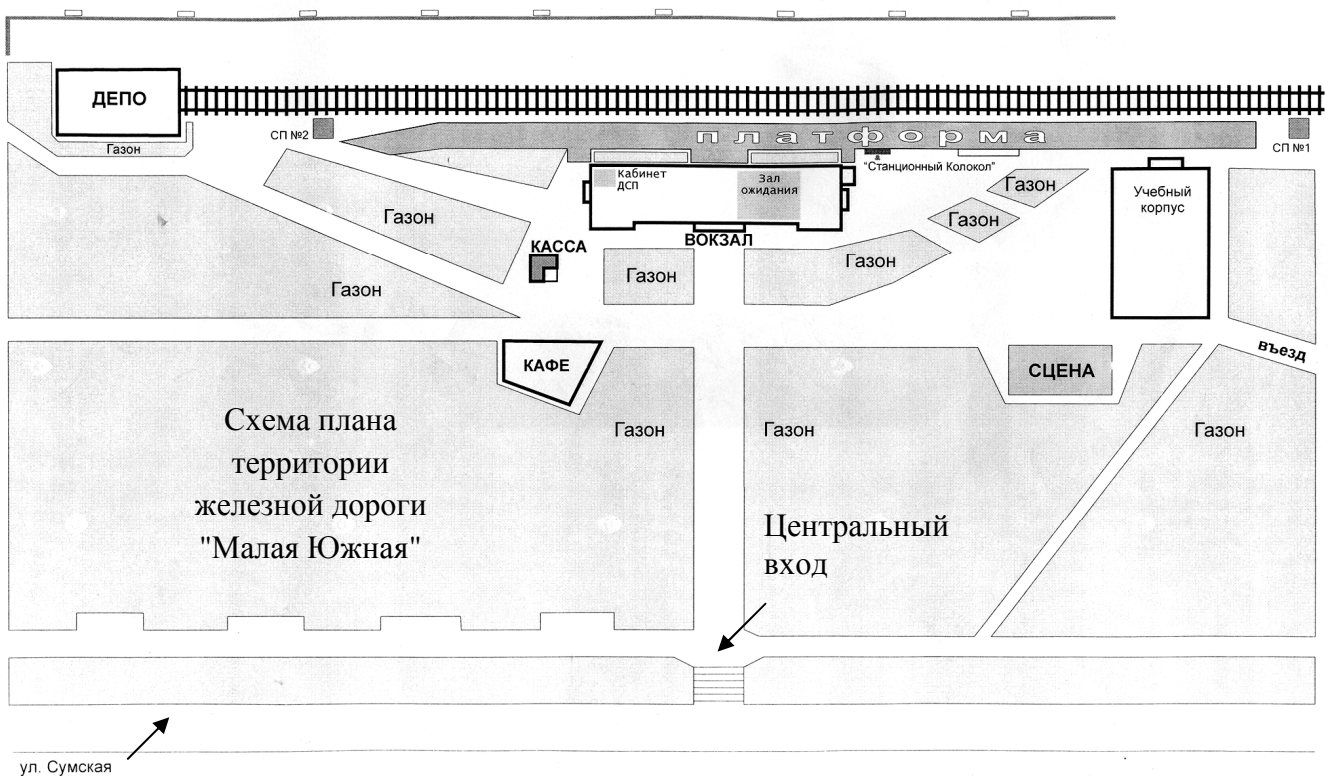 ДЕПО
СП №2
платформа
СП №1
Газон
"Станционный Колокол"
Кабинет
ДСП
Зал
ожидания
Газон
Учебный
корпус
Газон
Газон
КАССА
ВОКЗАЛ
Газон
Газон
Газон
въезд
КАФЕ
СЦЕНА
Газон
Газон
Газон
Схема плана
территории
железной дороги
"Малая Южная"
Центральный
вход
ул. Сумская